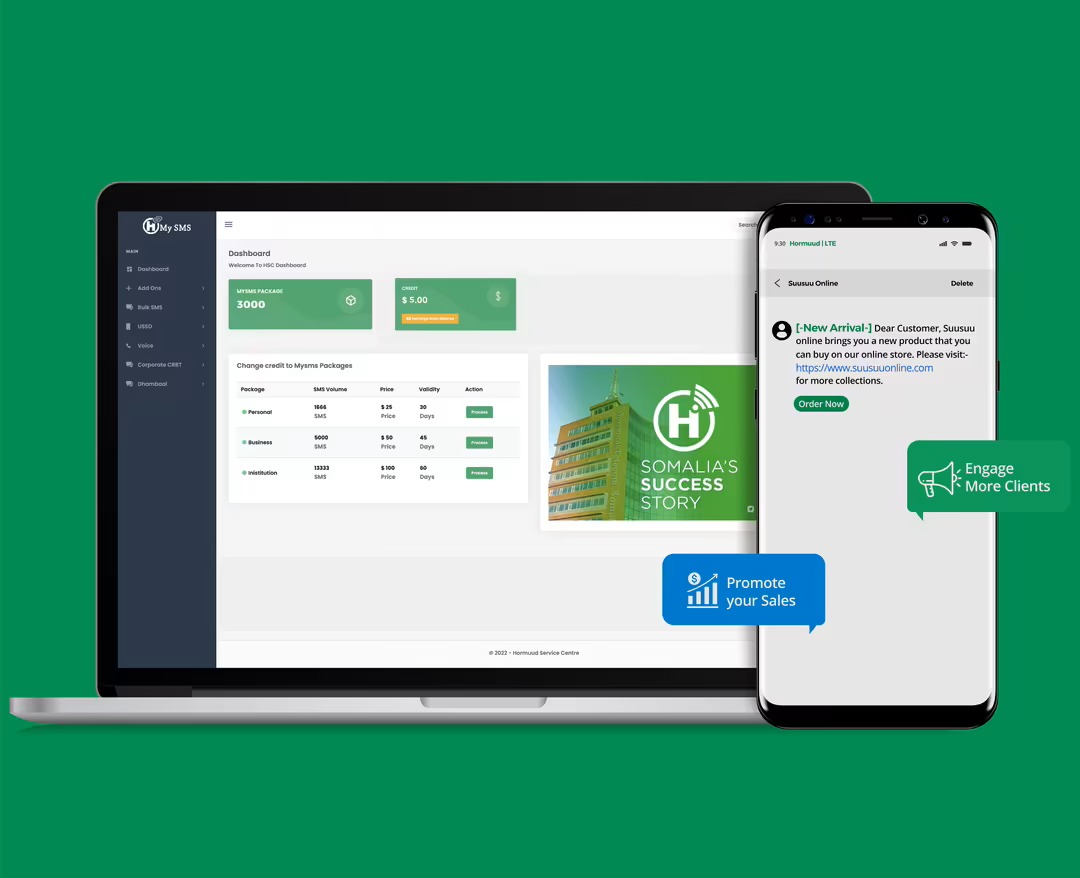 My SMS
MAIN
Dashboard
Add Ons
Bulk SMS
USSD
Voice
Corporate CRBT
Dhambaal
Search
Dashboard
Welcome To HSC Dashboard
MYSMS PACKAGE
3000
CREDIT
$ 5.00
Change credit to Mysms Packages
Package SMS Volume Price Validity Action
Personal 1666 SMS $ 25 Price 30 Days Process
Business 5000 SMS $ 50 Price 45 Days Process
Inistitution 13333 SMS $ 100 Price 60 Days Process
H
SOMALIA'S
SUCCESS
STORY
© 2022 - Hormuud Service Centre
9:30 Hormuud | LTE
Suusuu Online Delete
[-New Arrival-] Dear Customer, Suusuu
online brings you a new product that you
can buy on our online store. Please visit:-
https://www.suusuuonline.com
for more collections.
Order Now
Engage
More Clients
Promote
your Sales